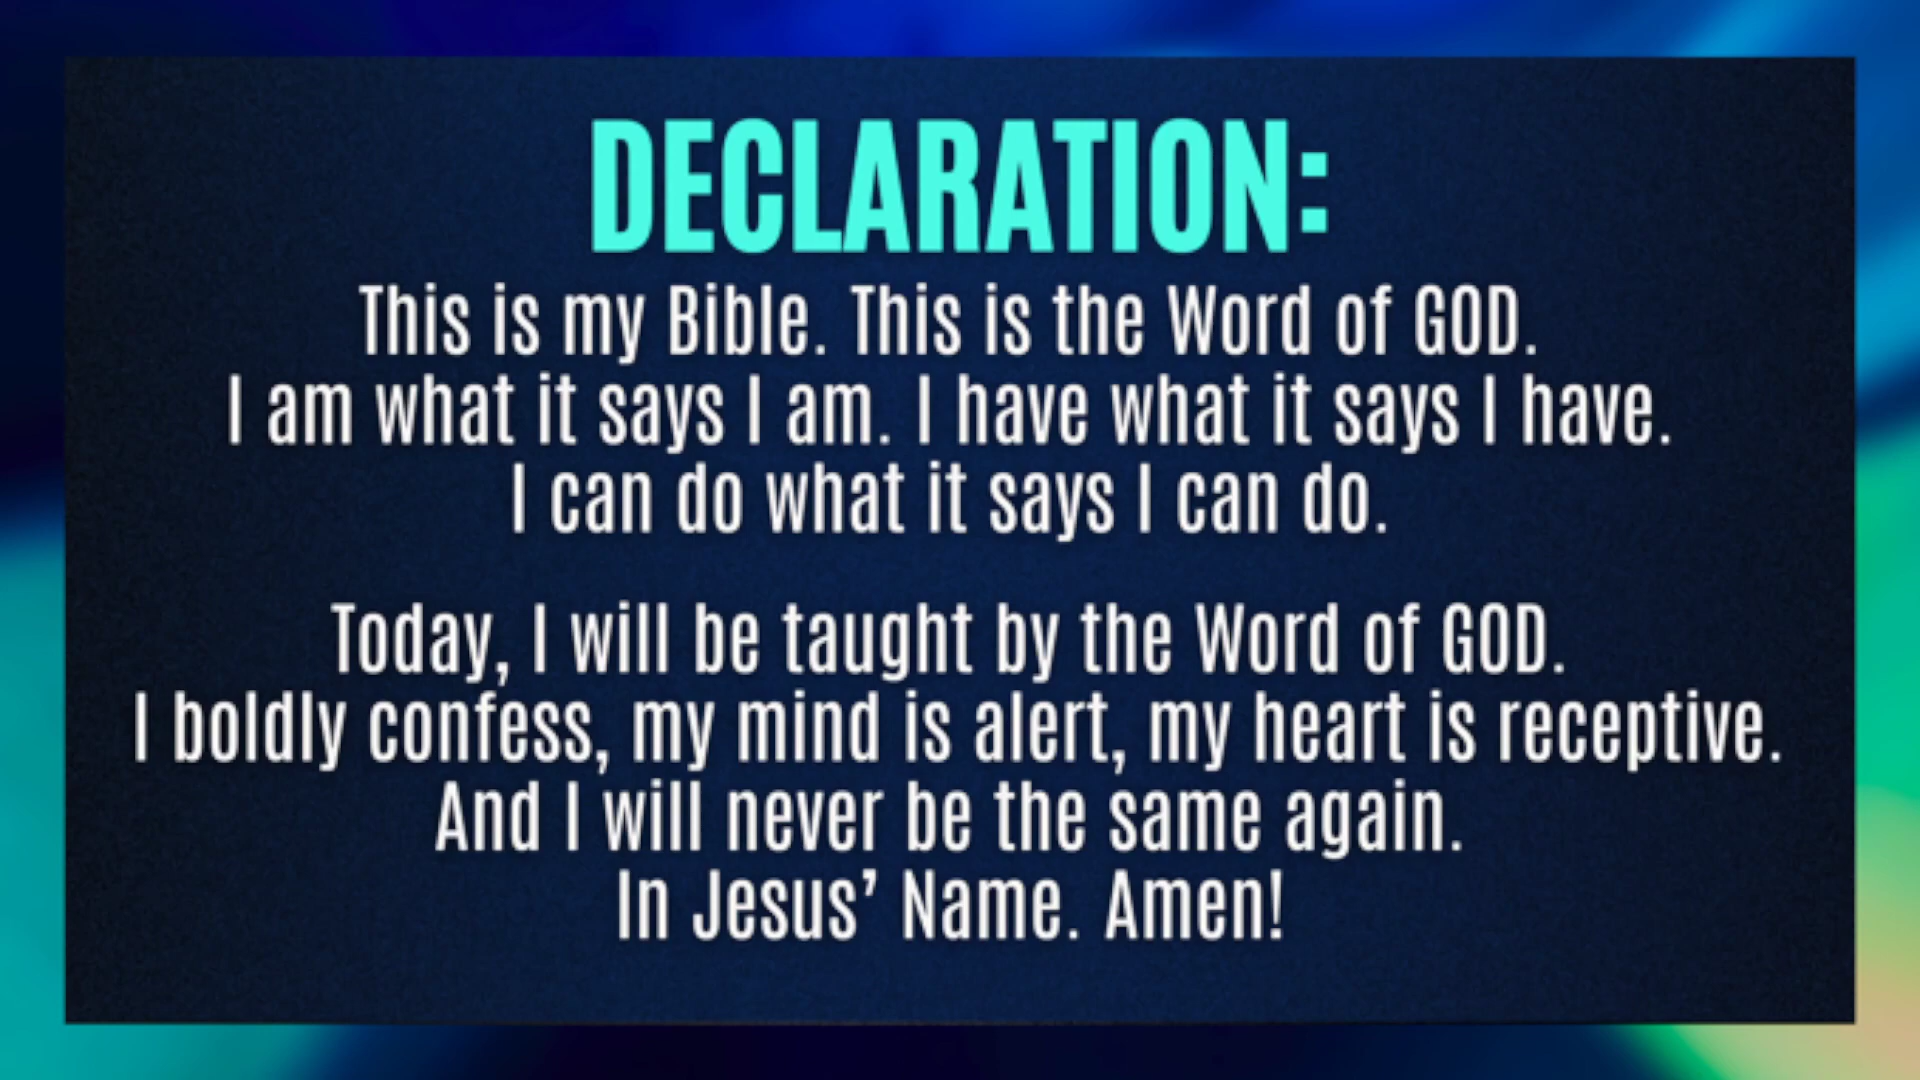 DECLARATION:
This is my Bible. This is the Word of GOD.
I am what it says I am. I have what it says I have.
I can do what it says I can do.
Today, I will be taught by the Word of GOD.
I boldly confess, my mind is alert, my heart is receptive.
And I will never be the same again.
In Jesus’ Name. Amen!